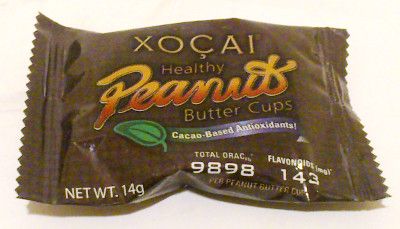 XOÇAI
Healthy
Peanut
Butter Cups
Cacao-Based Antioxidants!
TOTAL ORAC FLAVONOIDS (mg)
9898 143
PER PEANUT BUTTER CUP
NET WT. 14g